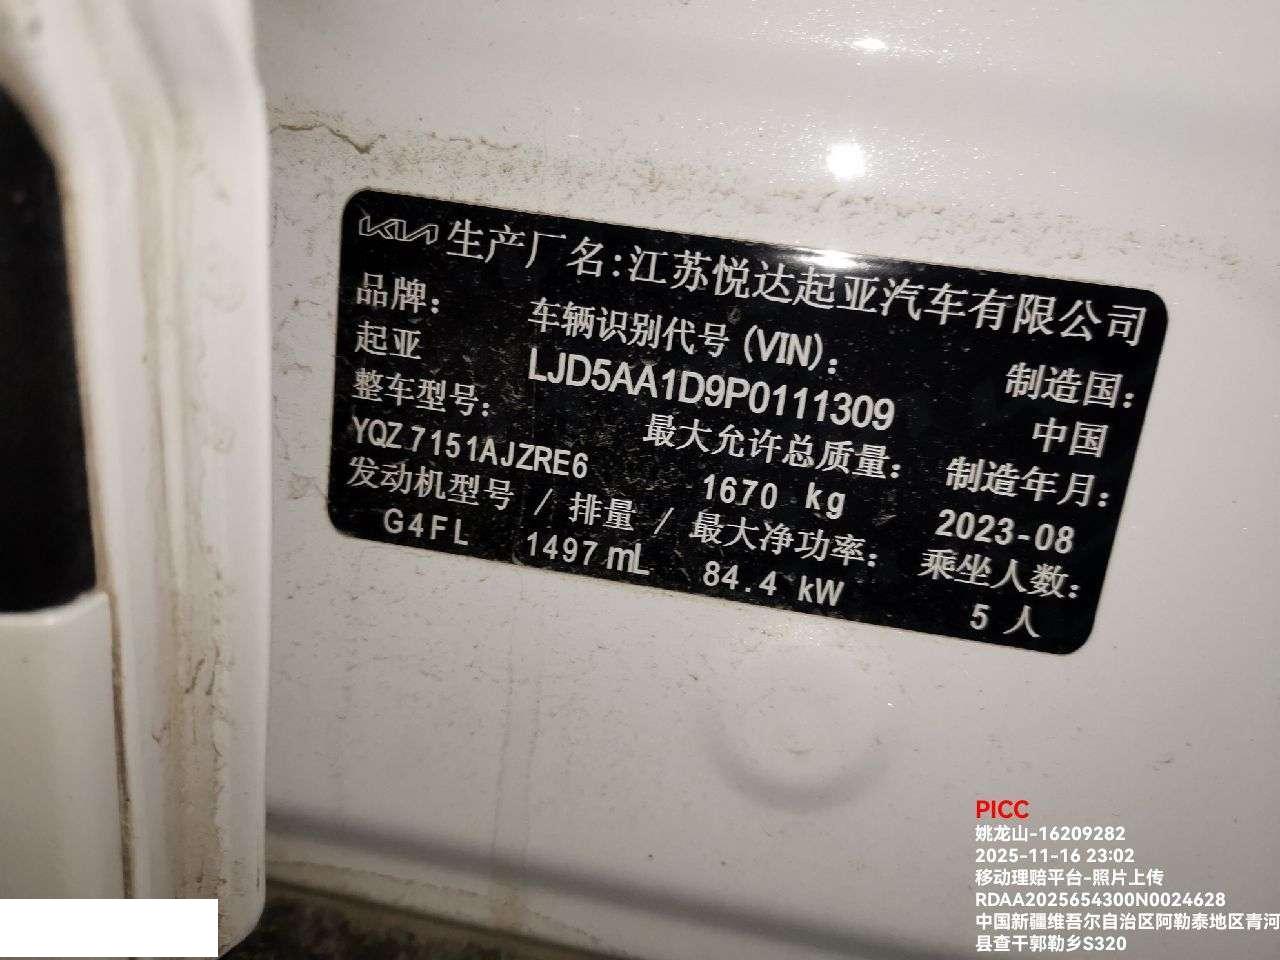 KIA 生产厂名:江苏悦达起亚汽车有限公司
品牌: 车辆识别代号(VIN): 制造国:
起亚 LJD5AA1D9P0111309 中国
整车型号: 最大允许总质量: 制造年月:
YQZ7151AJZRE6 1670 kg 2023-08
发动机型号 / 排量 / 最大净功率: 乘坐人数:
G4FL 1497mL 84.4 kW 5 人
PICC
姚龙山-16209282
2025-11-16 23:02
移动理赔平台-照片上传
RDAA2025654300N0024628
中国新疆维吾尔自治区阿勒泰地区青河
县查干郭勒乡S320